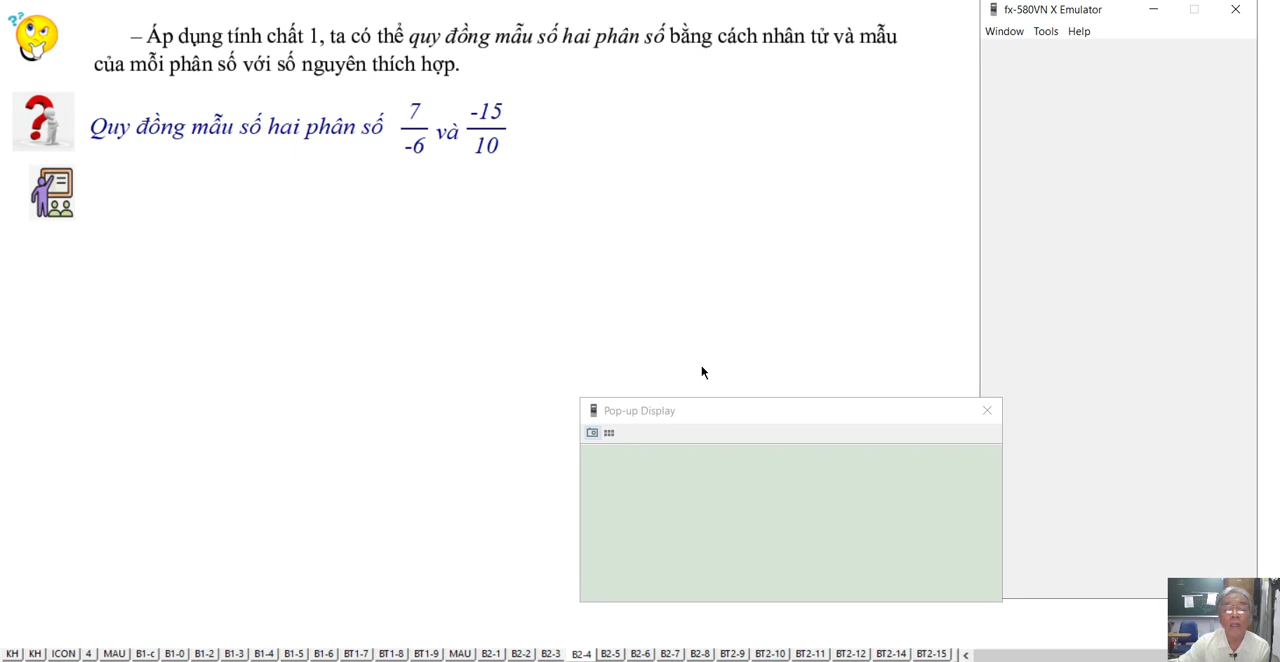 – Áp dụng tính chất 1, ta có thể quy đồng mẫu số hai phân số bằng cách nhân tử và mẫu
của mỗi phân số với số nguyên thích hợp.
Quy đồng mẫu số hai phân số 7/-6 và -15/10
fx-580VN X Emulator
Window Tools Help
Pop-up Display
KH KH ICON 4 MAU B1-c B1-0 B1-2 B1-3 B1-4 B1-5 B1-6 BT1-7 BT1-8 BT1-9 MAU B2-1 B2-2 B2-3 B2-4 B2-5 B2-6 B2-7 B2-8 BT2-9 BT2-10 BT2-11 BT2-12 BT2-14 BT2-15